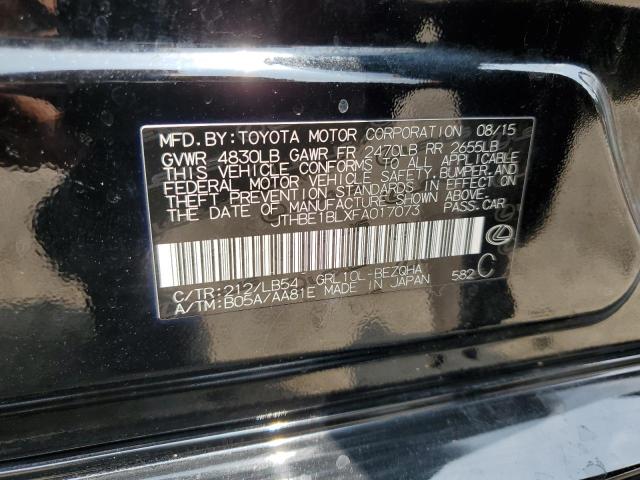 MFD. BY: TOYOTA MOTOR CORPORATION 08/15
GVWR 4830LB GAWR FR 2470LB RR 2655LB
THIS VEHICLE CONFORMS TO ALL APPLICABLE
FEDERAL MOTOR VEHICLE SAFETY, BUMPER, AND
THEFT PREVENTION STANDARDS IN EFFECT ON
THE DATE OF MANUFACTURE SHOWN ABOVE.
JTHBE1BLXFA017073 PASS. CAR
C/TR: 212/LB54 GRL10L-BEZQHA 582 C
A/TM: B05A/AA81E MADE IN JAPAN